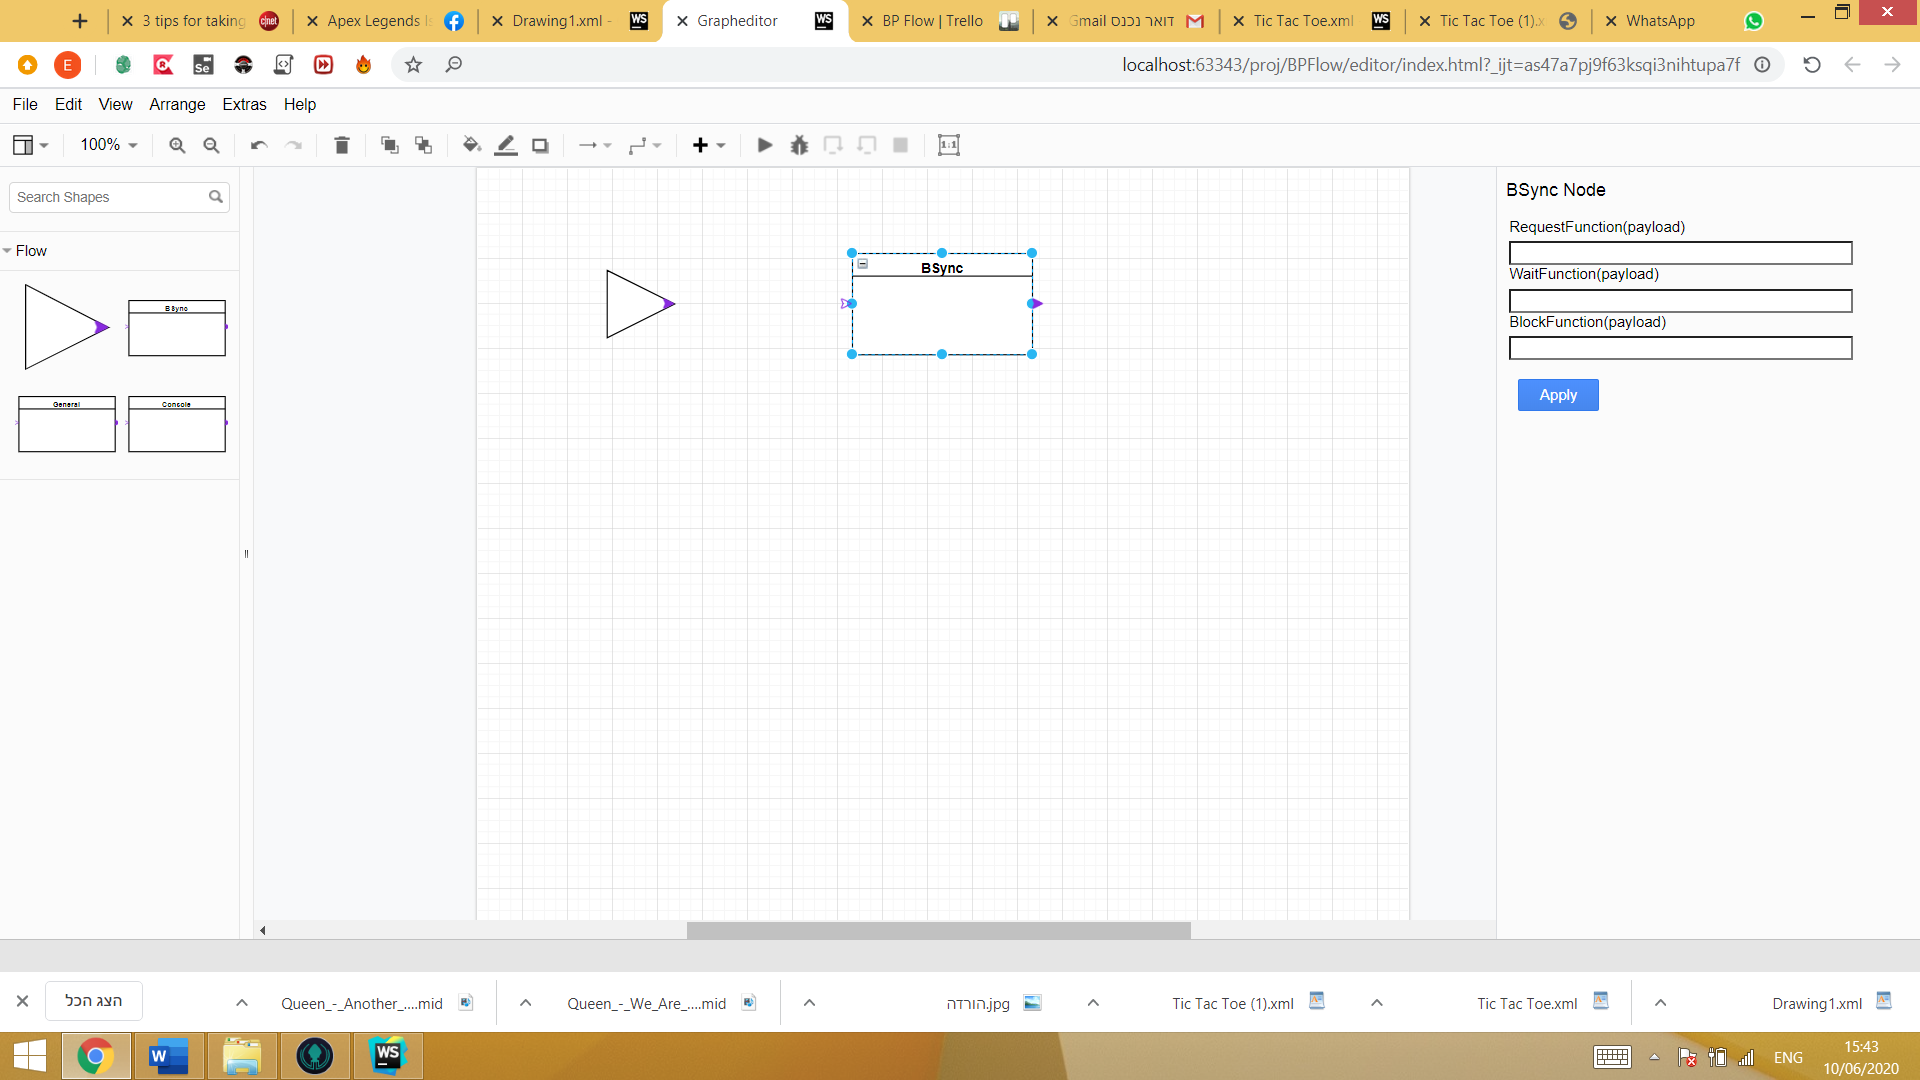 3 tips for taking
Apex Legends Is
Drawing1.xml -
Grapheditor
BP Flow | Trello
דואר נכנס Gmail
Tic Tac Toe.xml
Tic Tac Toe (1).x
WhatsApp
localhost:63343/proj/BPFlow/editor/index.html?_ijt=as47a7pj9f63ksqi3nihtupa7f
File Edit View Arrange Extras Help
100%
1:1
Search Shapes
Flow
BSync
General
Console
BSync
BSync Node
RequestFunction(payload)
WaitFunction(payload)
BlockFunction(payload)
Apply
הצג הכל
Queen_-_Another_....mid
Queen_-_We_Are_....mid
הורדה.jpg
Tic Tac Toe (1).xml
Tic Tac Toe.xml
Drawing1.xml
ENG
15:43
10/06/2020